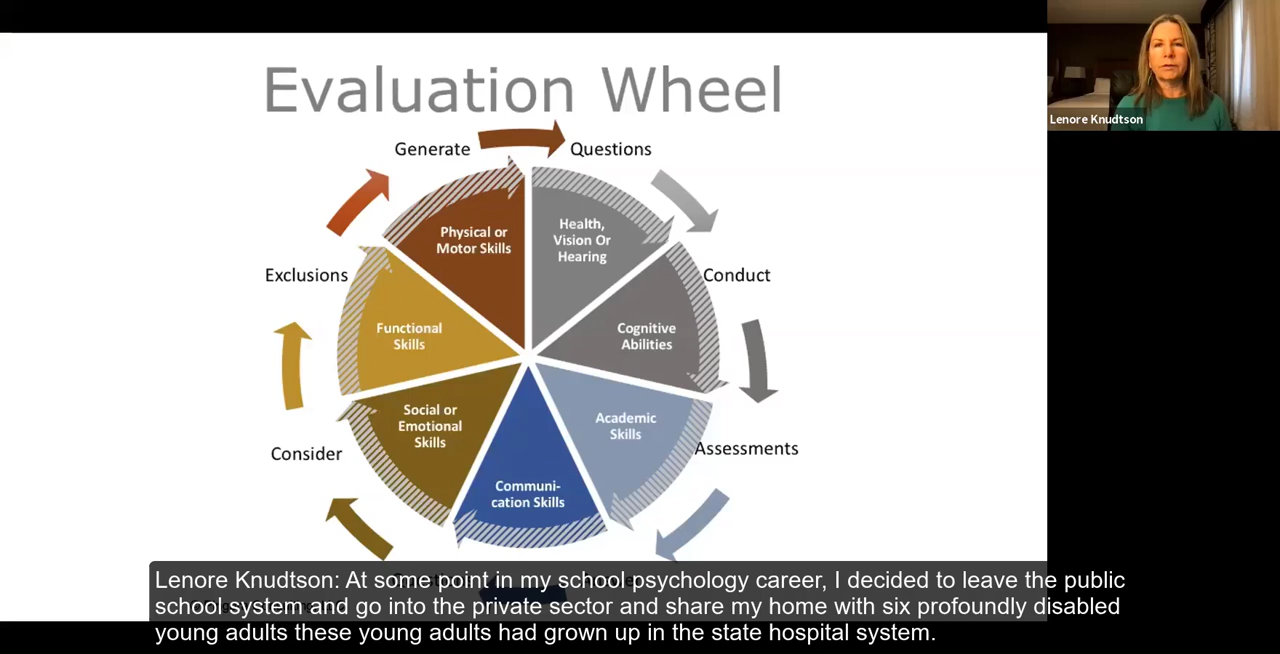 Evaluation Wheel
Lenore Knudtson
Generate
Questions
Physical or
Motor Skills
Health,
Vision Or
Hearing
Exclusions
Conduct
Functional
Skills
Cognitive
Abilities
Social or
Emotional
Skills
Academic
Skills
Consider
Assessments
Communi-
cation Skills
Lenore Knudtson: At some point in my school psychology career, I decided to leave the public
school system and go into the private sector and share my home with six profoundly disabled
young adults these young adults had grown up in the state hospital system.